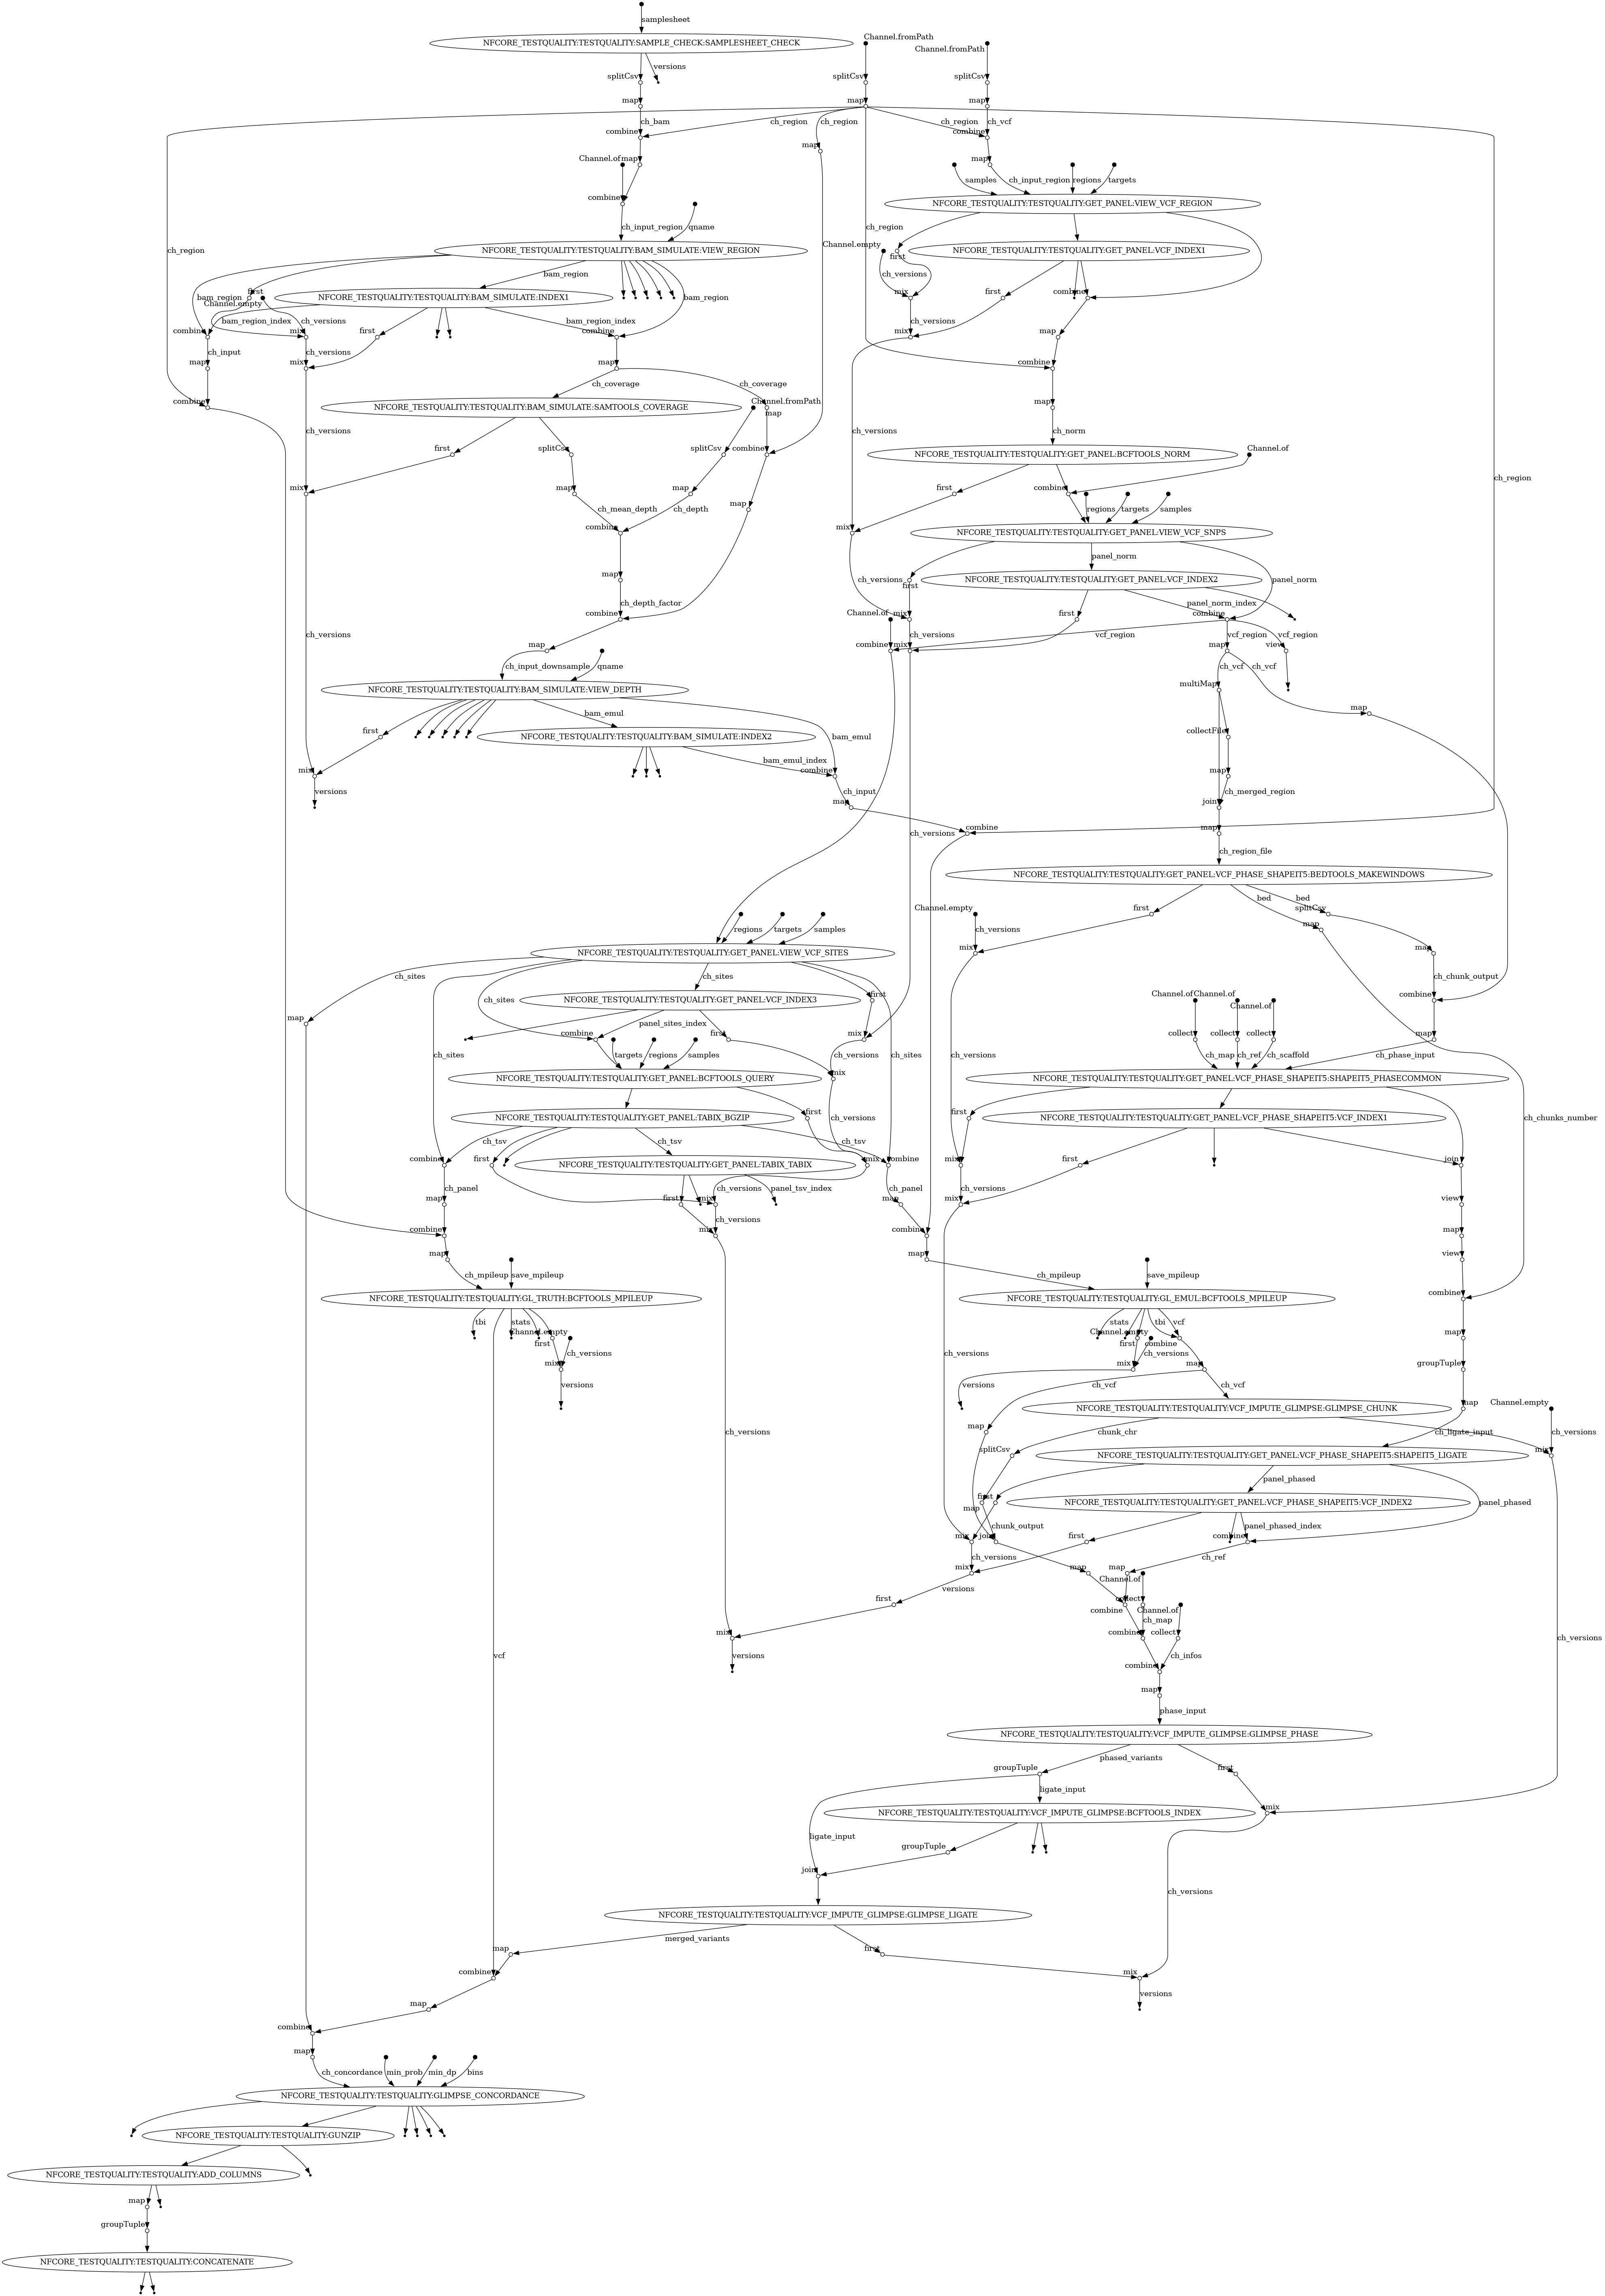 samplesheet
NFCORE_TESTQUALITY:TESTQUALITY:SAMPLE_CHECK:SAMPLESHEET_CHECK
Channel.fromPath
Channel.fromPath
versions
splitCsv
splitCsv
splitCsv
map
map
map
ch_bam
ch_region
ch_region
ch_region
ch_vcf
combine
combine
map
Channel.of
map
map
samples
ch_input_region
regions
targets
combine
NFCORE_TESTQUALITY:TESTQUALITY:GET_PANEL:VIEW_VCF_REGION
ch_input_region
qname
ch_region
ch_region
NFCORE_TESTQUALITY:TESTQUALITY:BAM_SIMULATE:VIEW_REGION
Channel.empty
first
NFCORE_TESTQUALITY:TESTQUALITY:GET_PANEL:VCF_INDEX1
bam_region
ch_versions
bam_region
first
Channel.empty
NFCORE_TESTQUALITY:TESTQUALITY:BAM_SIMULATE:INDEX1
bam_region
mix
first
combine
bam_region_index
ch_versions
bam_region_index
ch_versions
combine
mix
first
combine
mix
map
ch_input
ch_versions
map
mix
map
combine
ch_coverage
ch_coverage
combine
NFCORE_TESTQUALITY:TESTQUALITY:BAM_SIMULATE:SAMTOOLS_COVERAGE
Channel.fromPath
map
map
ch_versions
ch_versions
ch_norm
first
splitCsv
splitCsv
combine
NFCORE_TESTQUALITY:TESTQUALITY:GET_PANEL:BCFTOOLS_NORM
Channel.of
ch_region
mix
map
map
map
first
combine
ch_mean_depth
ch_depth
regions
targets
samples
combine
mix
NFCORE_TESTQUALITY:TESTQUALITY:GET_PANEL:VIEW_VCF_SNPS
panel_norm
map
ch_versions
first
NFCORE_TESTQUALITY:TESTQUALITY:GET_PANEL:VCF_INDEX2
panel_norm
ch_depth_factor
panel_norm_index
combine
Channel.of
mix
first
combine
ch_versions
ch_versions
vcf_region
vcf_region
vcf_region
map
combine
mix
map
view
ch_input_downsample
qname
ch_vcf
ch_vcf
NFCORE_TESTQUALITY:TESTQUALITY:BAM_SIMULATE:VIEW_DEPTH
multiMap
bam_emul
map
first
NFCORE_TESTQUALITY:TESTQUALITY:BAM_SIMULATE:INDEX2
bam_emul
collectFile
bam_emul_index
mix
combine
map
versions
ch_input
ch_merged_region
map
join
combine
ch_versions
map
ch_region_file
NFCORE_TESTQUALITY:TESTQUALITY:GET_PANEL:VCF_PHASE_SHAPEIT5:BEDTOOLS_MAKEWINDOWS
bed
bed
Channel.empty
first
splitCsv
regions
targets
samples
ch_versions
map
NFCORE_TESTQUALITY:TESTQUALITY:GET_PANEL:VIEW_VCF_SITES
mix
map
ch_sites
ch_sites
ch_chunk_output
ch_sites
NFCORE_TESTQUALITY:TESTQUALITY:GET_PANEL:VCF_INDEX3
first
Channel.of
Channel.of
Channel.of
combine
map
panel_sites_index
combine
first
mix
collect
collect
collect
map
ch_sites
targets
regions
samples
ch_versions
ch_sites
ch_versions
ch_map
ch_ref
ch_scaffold
ch_phase_input
NFCORE_TESTQUALITY:TESTQUALITY:GET_PANEL:BCFTOOLS_QUERY
mix
NFCORE_TESTQUALITY:TESTQUALITY:GET_PANEL:VCF_PHASE_SHAPEIT5:SHAPEIT5_PHASECOMMON
NFCORE_TESTQUALITY:TESTQUALITY:GET_PANEL:TABIX_BGZIP
first
ch_versions
first
NFCORE_TESTQUALITY:TESTQUALITY:GET_PANEL:VCF_PHASE_SHAPEIT5:VCF_INDEX1
ch_chunks_number
ch_tsv
ch_tsv
ch_tsv
combine
first
NFCORE_TESTQUALITY:TESTQUALITY:GET_PANEL:TABIX_TABIX
mix
combine
mix
first
join
ch_panel
ch_versions
panel_tsv_index
ch_panel
ch_versions
map
first
mix
map
mix
view
ch_versions
combine
mix
combine
map
map
map
view
ch_mpileup
save_mpileup
ch_mpileup
save_mpileup
NFCORE_TESTQUALITY:TESTQUALITY:GL_TRUTH:BCFTOOLS_MPILEUP
NFCORE_TESTQUALITY:TESTQUALITY:GL_EMUL:BCFTOOLS_MPILEUP
combine
tbi
stats
Channel.empty
first
stats
Channel.empty
first
tbi
vcf
combine
map
ch_versions
ch_versions
ch_versions
mix
mix
map
groupTuple
versions
versions
ch_vcf
ch_vcf
NFCORE_TESTQUALITY:TESTQUALITY:VCF_IMPUTE_GLIMPSE:GLIMPSE_CHUNK
map
Channel.empty
map
chunk_chr
ch_ligate_input
ch_versions
ch_versions
splitCsv
NFCORE_TESTQUALITY:TESTQUALITY:GET_PANEL:VCF_PHASE_SHAPEIT5:SHAPEIT5_LIGATE
mix
panel_phased
first
map
NFCORE_TESTQUALITY:TESTQUALITY:GET_PANEL:VCF_PHASE_SHAPEIT5:VCF_INDEX2
panel_phased
chunk_output
panel_phased_index
mix
join
first
combine
ch_versions
ch_ref
mix
map
map
Channel.of
versions
first
combine
collect
Channel.of
ch_map
mix
combine
collect
ch_versions
vcf
versions
ch_infos
combine
map
phase_input
NFCORE_TESTQUALITY:TESTQUALITY:VCF_IMPUTE_GLIMPSE:GLIMPSE_PHASE
phased_variants
groupTuple
first
ligate_input
NFCORE_TESTQUALITY:TESTQUALITY:VCF_IMPUTE_GLIMPSE:BCFTOOLS_INDEX
mix
ligate_input
groupTuple
join
ch_versions
NFCORE_TESTQUALITY:TESTQUALITY:VCF_IMPUTE_GLIMPSE:GLIMPSE_LIGATE
merged_variants
map
first
combine
mix
versions
map
combine
map
ch_concordance
min_prob
min_dp
bins
NFCORE_TESTQUALITY:TESTQUALITY:GLIMPSE_CONCORDANCE
NFCORE_TESTQUALITY:TESTQUALITY:GUNZIP
NFCORE_TESTQUALITY:TESTQUALITY:ADD_COLUMNS
map
groupTuple
NFCORE_TESTQUALITY:TESTQUALITY:CONCATENATE